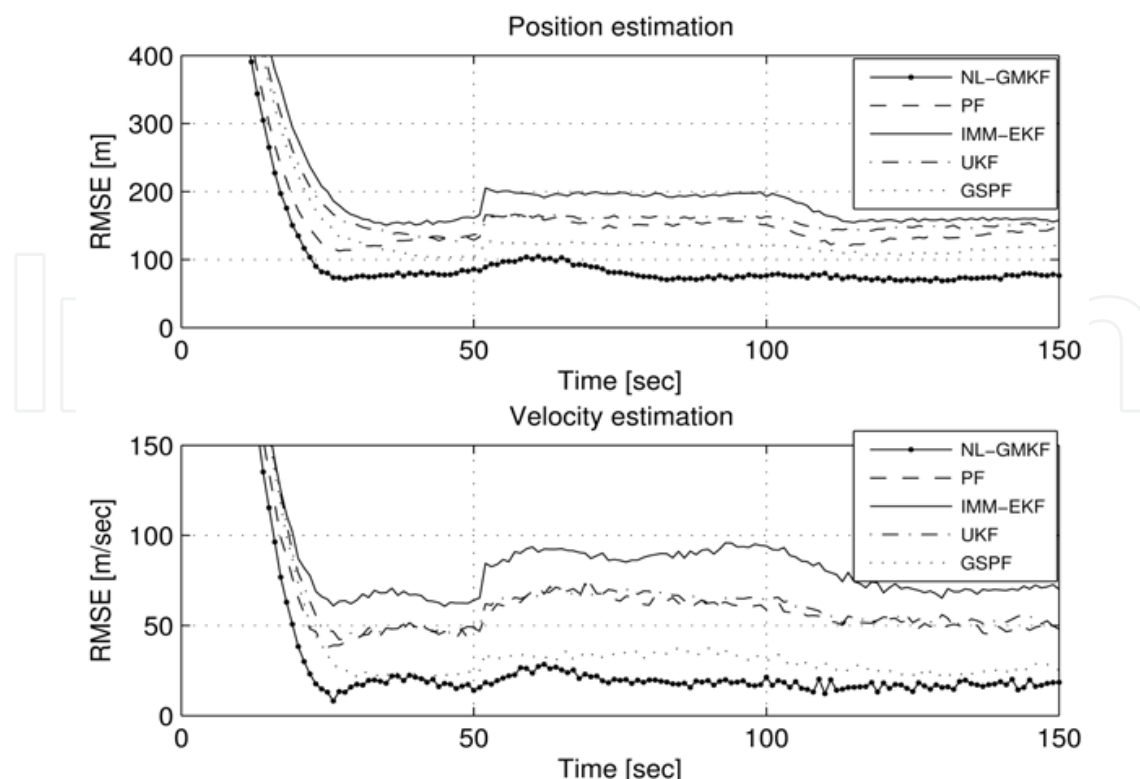 Position estimation
400
300
200
100
0
RMSE [m]
NL-GMKF
PF
IMM-EKF
UKF
GSPF
0 50 100 150
Time [sec]
Velocity estimation
150
100
50
0
RMSE [m/sec]
NL-GMKF
PF
IMM-EKF
UKF
GSPF
0 50 100 150
Time [sec]